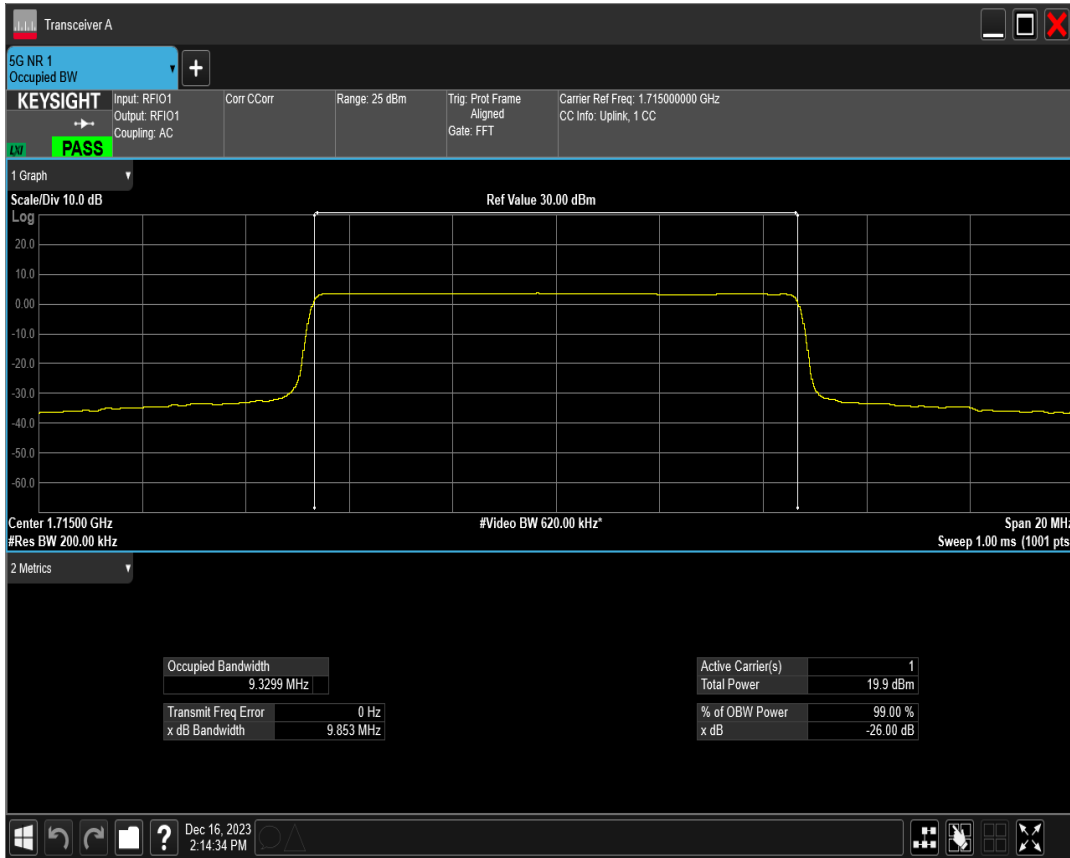 Transceiver A
5G NR 1
Occupied BW
+
KEYSIGHT
LXI
PASS
Input: RFIO1
Output: RFIO1
Coupling: AC
Corr CCorr
Range: 25 dBm
Trig: Prot Frame
Aligned
Gate: FFT
Carrier Ref Freq: 1.715000000 GHz
CC Info: Uplink, 1 CC
1 Graph
Scale/Div 10.0 dB
Ref Value 30.00 dBm
Log
20.0
10.0
0.00
-10.0
-20.0
-30.0
-40.0
-50.0
-60.0
Center 1.71500 GHz
#Video BW 620.00 kHz*
Span 20 MHz
#Res BW 200.00 kHz
Sweep 1.00 ms (1001 pts
2 Metrics
Occupied Bandwidth
9.3299 MHz
Transmit Freq Error 0 Hz
x dB Bandwidth 9.853 MHz
Active Carrier(s) 1
Total Power 19.9 dBm
% of OBW Power 99.00 %
x dB -26.00 dB
?
Dec 16, 2023
2:14:34 PM